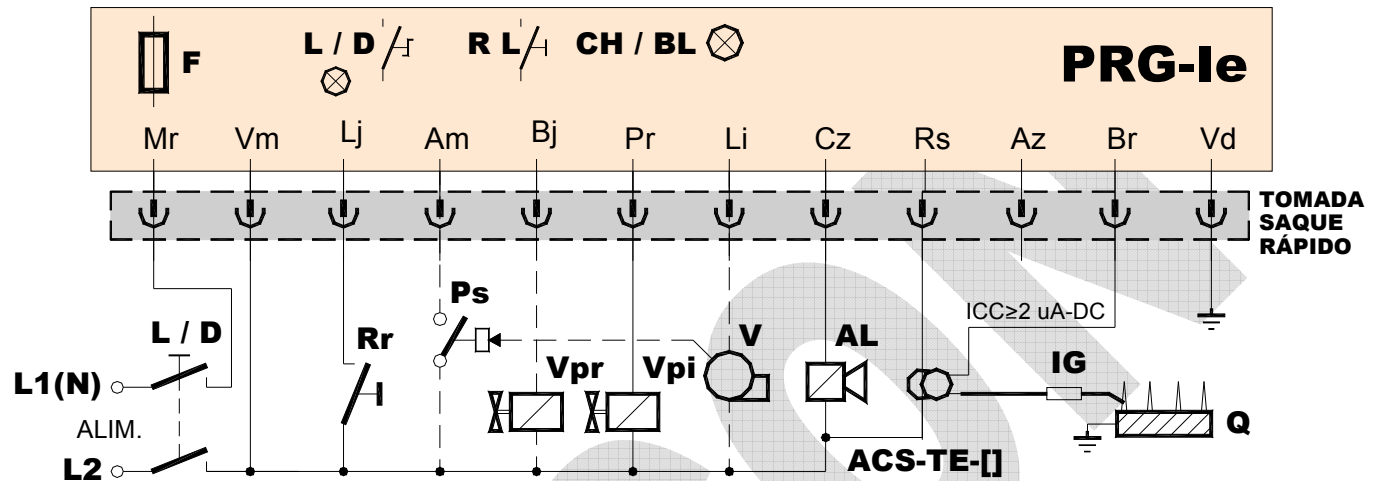 F
L / D
R L
CH / BL
PRG-Ie
Mr Vm Lj Am Bj Pr Li Cz Rs Az Br Vd
TOMADA
SAQUE
RÁPIDO
L / D
L1(N)
ALIM.
L2
Rr
Ps
Vpr
Vpi
V
AL
ICC≥2 uA-DC
IG
Q
ACS-TE-[]